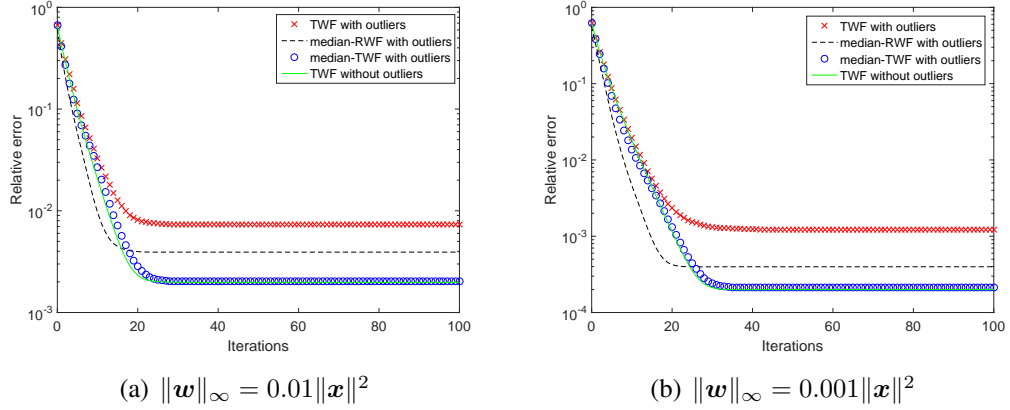 10^0
10^-1
10^-2
10^-3
Relative error
0 20 40 60 80 100
Iterations
TWF with outliers
median-RWF with outliers
median-TWF with outliers
TWF without outliers
(a) ‖w‖∞ = 0.01‖x‖²
10^0
10^-1
10^-2
10^-3
10^-4
Relative error
0 20 40 60 80 100
Iterations
TWF with outliers
median-RWF with outliers
median-TWF with outliers
TWF without outliers
(b) ‖w‖∞ = 0.001‖x‖²